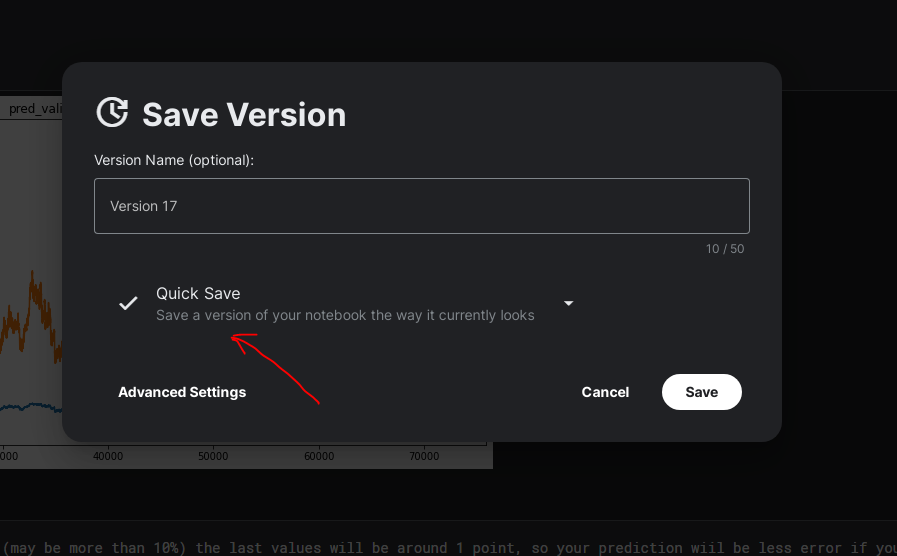 pred_vali
Save Version
Version Name (optional):
Version 17
10 / 50
Quick Save
Save a version of your notebook the way it currently looks
Advanced Settings
Cancel
Save
000
40000
50000
60000
70000
(may be more than 10%) the last values will be around 1 point, so your prediction wiil be less error if you